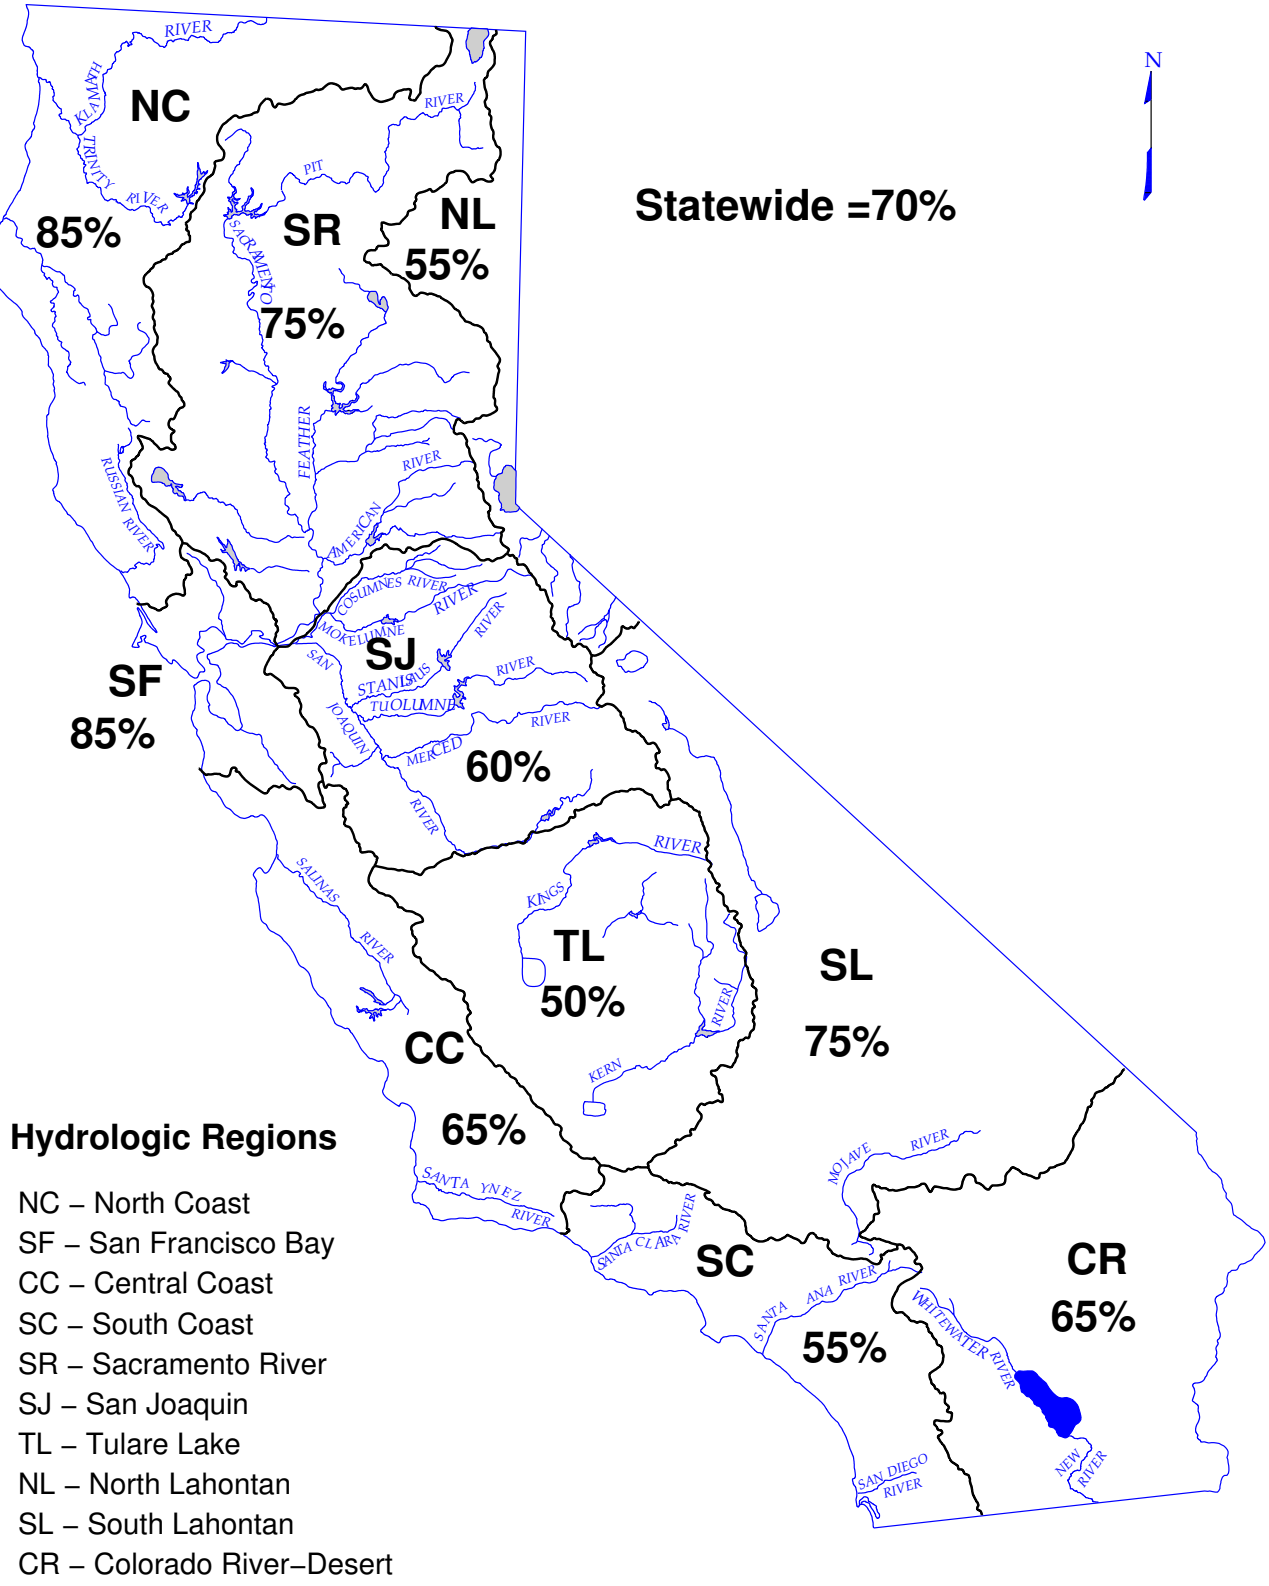 RIVER
N
KLAMATH
NC
RIVER
TRINITY
RIVER
PIT
85%
SR
NL
Statewide =70%
SACRAMENTO
55%
75%
FEATHER
RUSSIAN RIVER
RIVER
AMERICAN
COSUMNES RIVER
RIVER
MOKELUMNE
RIVER
SAN
SJ
SF
STANISLAUS
RIVER
85%
JOAQUIN
TUOLUMNE
RIVER
MERCED
60%
RIVER
RIVER
SALINAS
KINGS
RIVER
TL
SL
50%
RIVER
75%
CC
KERN
65%
Hydrologic Regions
MOJAVE
RIVER
SANTA YNEZ
RIVER
NC – North Coast
SF – San Francisco Bay
CC – Central Coast
SC – South Coast
SR – Sacramento River
SJ – San Joaquin
TL – Tulare Lake
NL – North Lahontan
SL – South Lahontan
CR – Colorado River–Desert
SANTA CLARA RIVER
SC
CR
SANTA ANA RIVER
65%
WHITEWATER
RIVER
55%
NEW
RIVER
SAN DIEGO
RIVER